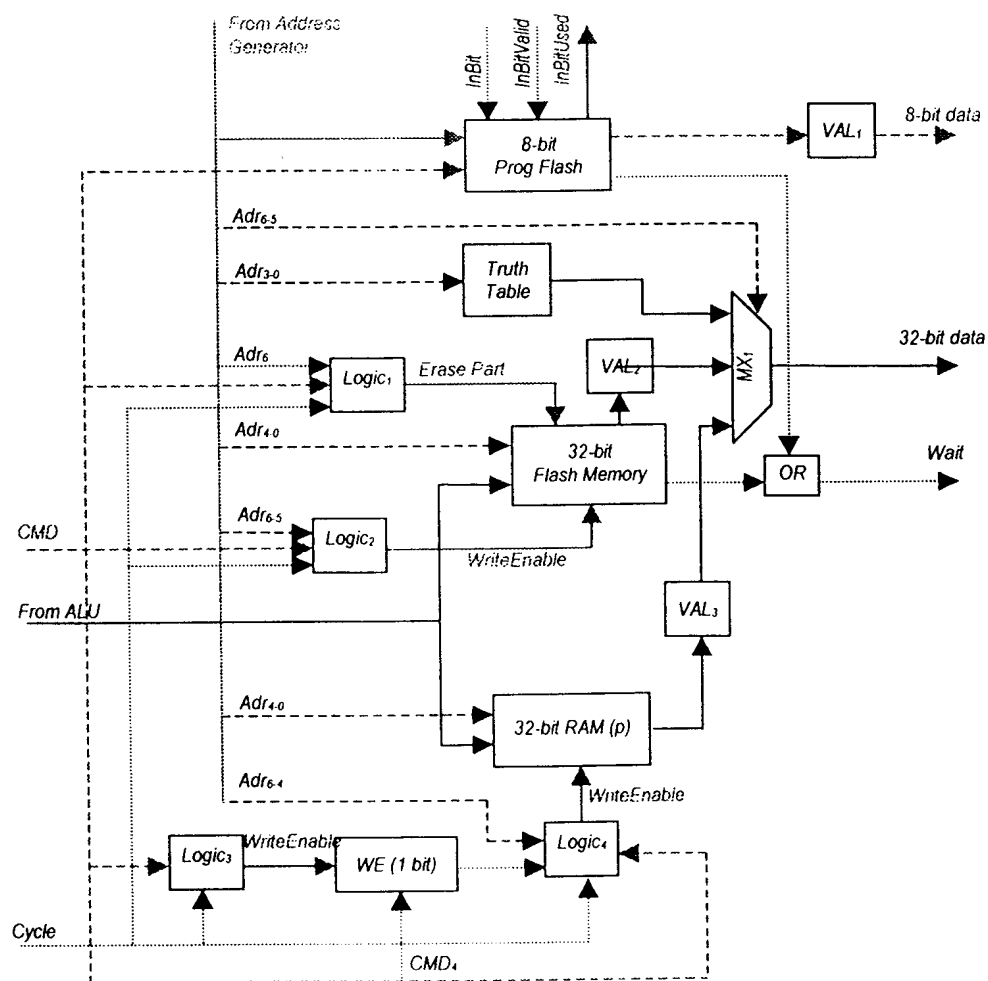 From Address
Generator
InBit
InBitValid
InBitUsed
8-bit
Prog Flash
VAL₁
8-bit data
Adr₆₋₅
Adr₃₋₀
Truth
Table
MX₁
32-bit data
Adr₆
Logic₁
Erase Part
VAL₂
Adr₄₋₀
32-bit
Flash Memory
OR
Wait
Adr₆₋₅
CMD
Logic₂
WriteEnable
From ALU
VAL₃
Adr₄₋₀
32-bit RAM (p)
Adr₆₋₄
WriteEnable
Logic₃
WriteEnable
WE (1 bit)
Logic₄
Cycle
CMD₄